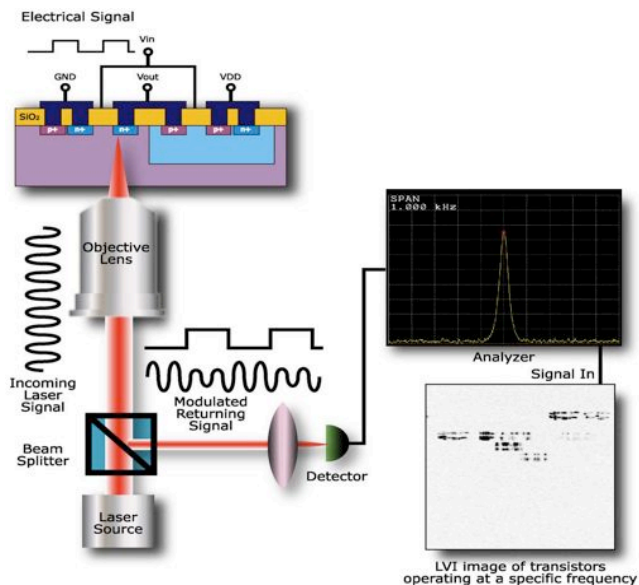 Electrical Signal
Vin
GND
Vout
VDD
SiO₂
p+
n+
n+
p+
p+
n+
Objective
Lens
Incoming
Laser
Signal
Modulated
Returning
Signal
Beam
Splitter
Detector
Laser
Source
SPAN
1.000 kHz
Analyzer
Signal In
LVI image of transistors
operating at a specific frequency